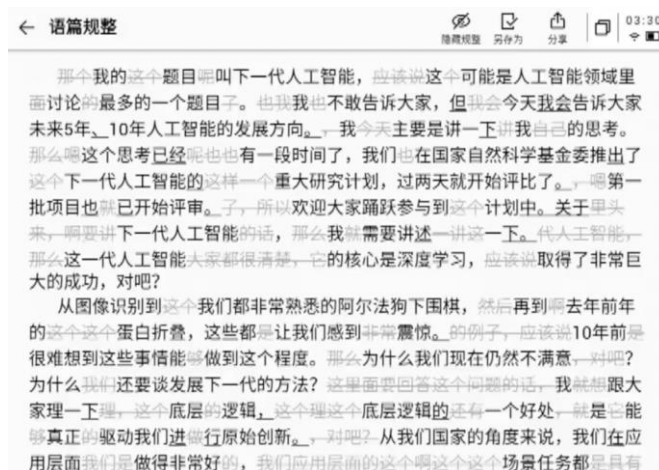 ← 语篇规整 隐藏规整 另存为 分享 03:30
那个我的这个题目呢叫下一代人工智能，应该说这个可能是人工智能领域里
面讨论的最多的一个题目子。也我我也不敢告诉大家，但我会今天我会告诉大家
未来5年、10年人工智能的发展方向。，我今天主要是讲一下讲我自己的思考。
那么嗯这个思考已经呢也也有一段时间了，我们也在国家自然科学基金委推出了
这个下一代人工智能的这样一个重大研究计划，过两天就开始评比了。，嗯第一
批项目也就已开始评审。了，所以欢迎大家踊跃参与到这个计划中。关于里头
来，啊要讲下一代人工智能的话，那么我就需要讲述一讲这一下。代人工智能，
那么这一代人工智能大家都很清楚，它的核心是深度学习，应该说取得了非常巨
大的成功，对吧？
从图像识别到这个我们都非常熟悉的阿尔法狗下围棋，然后再到啊去年前年
的这个这个蛋白折叠，这些都是让我们感到非常震惊。的例子，应该说10年前是
很难想到这些事情能够做到这个程度。那么为什么我们现在仍然不满意，对吧？
为什么我们还要谈发展下一代的方法？这里面要回答这个问题的话，我就想跟大
家理一下理，这个底层的逻辑，这个理这个底层逻辑的还有一个好处，就是它能
够真正的驱动我们进行原始创新。，对吧？从我们国家的角度来说，我们在应
用层面我们是做得非常好的，我们应用层面的这个啊这个这个场景任务都是具有